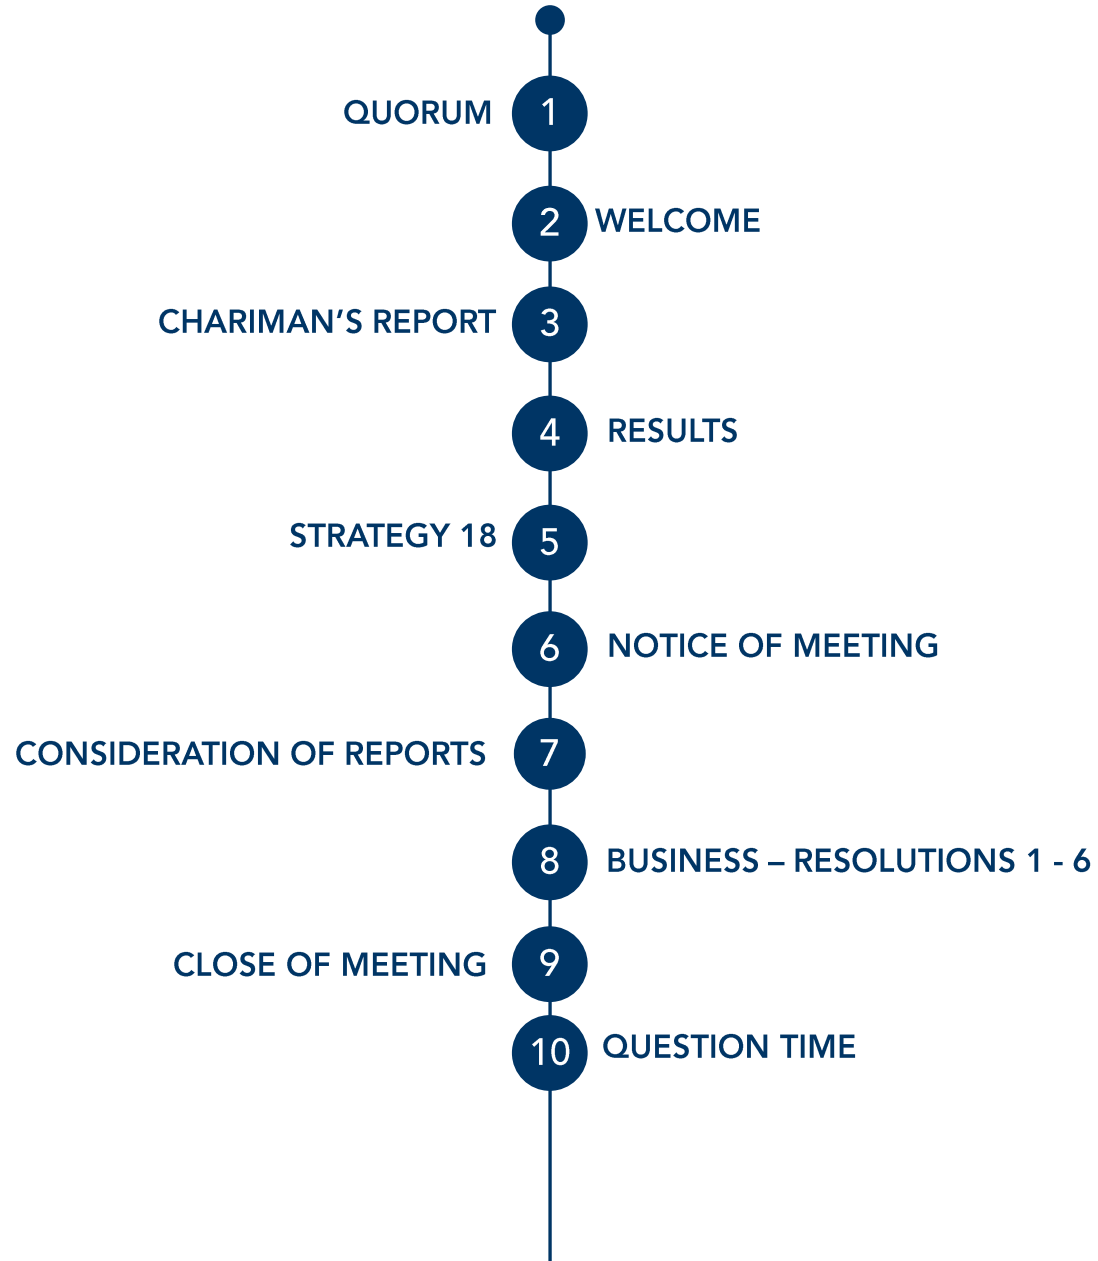 QUORUM 1
2 WELCOME
CHARIMAN’S REPORT 3
4 RESULTS
STRATEGY 18 5
6 NOTICE OF MEETING
CONSIDERATION OF REPORTS 7
8 BUSINESS – RESOLUTIONS 1 - 6
CLOSE OF MEETING 9
10 QUESTION TIME